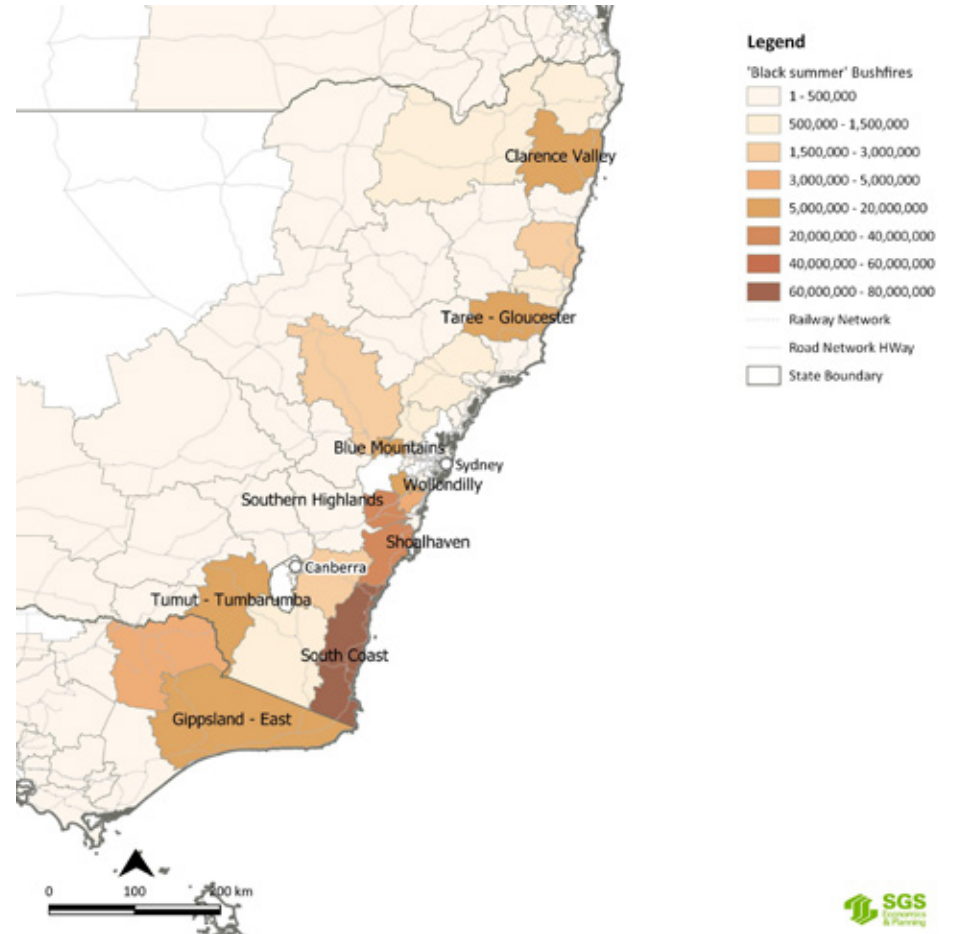 Legend
'Black summer' Bushfires
1 - 500,000
500,000 - 1,500,000
1,500,000 - 3,000,000
3,000,000 - 5,000,000
5,000,000 - 20,000,000
20,000,000 - 40,000,000
40,000,000 - 60,000,000
60,000,000 - 80,000,000
Railway Network
Road Network HWay
State Boundary
Clarence Valley
Taree - Gloucester
Blue Mountains
Sydney
Wollondilly
Southern Highlands
Shoalhaven
Canberra
Tumut - Tumbarumba
South Coast
Gippsland - East
0 100 200 km
SGS
Economics
& Planning